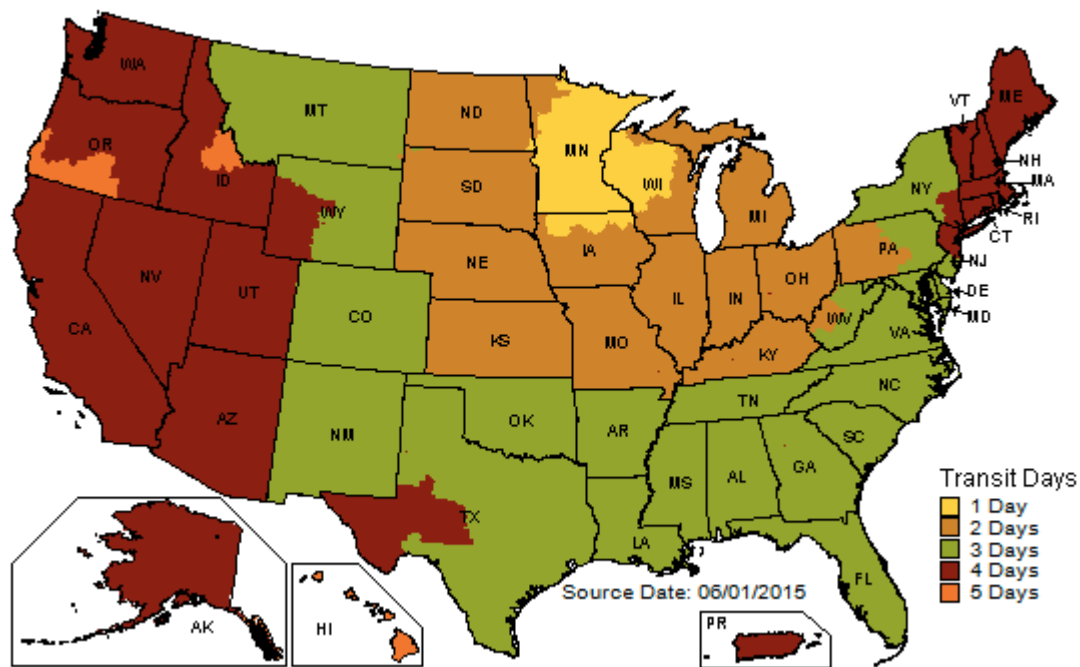 WA
MT
ND
MN
VT
ME
OR
ID
SD
WI
NY
NH
MA
WY
MI
RI
CT
IA
PA
NE
NJ
NV
UT
OH
IL
IN
DE
CO
WV
MD
CA
KS
MO
VA
KY
NC
TN
AZ
OK
NM
AR
SC
MS
AL
GA
TX
LA
FL
AK
HI
PR
Transit Days
1 Day
2 Days
3 Days
4 Days
5 Days
Source Date: 06/01/2015